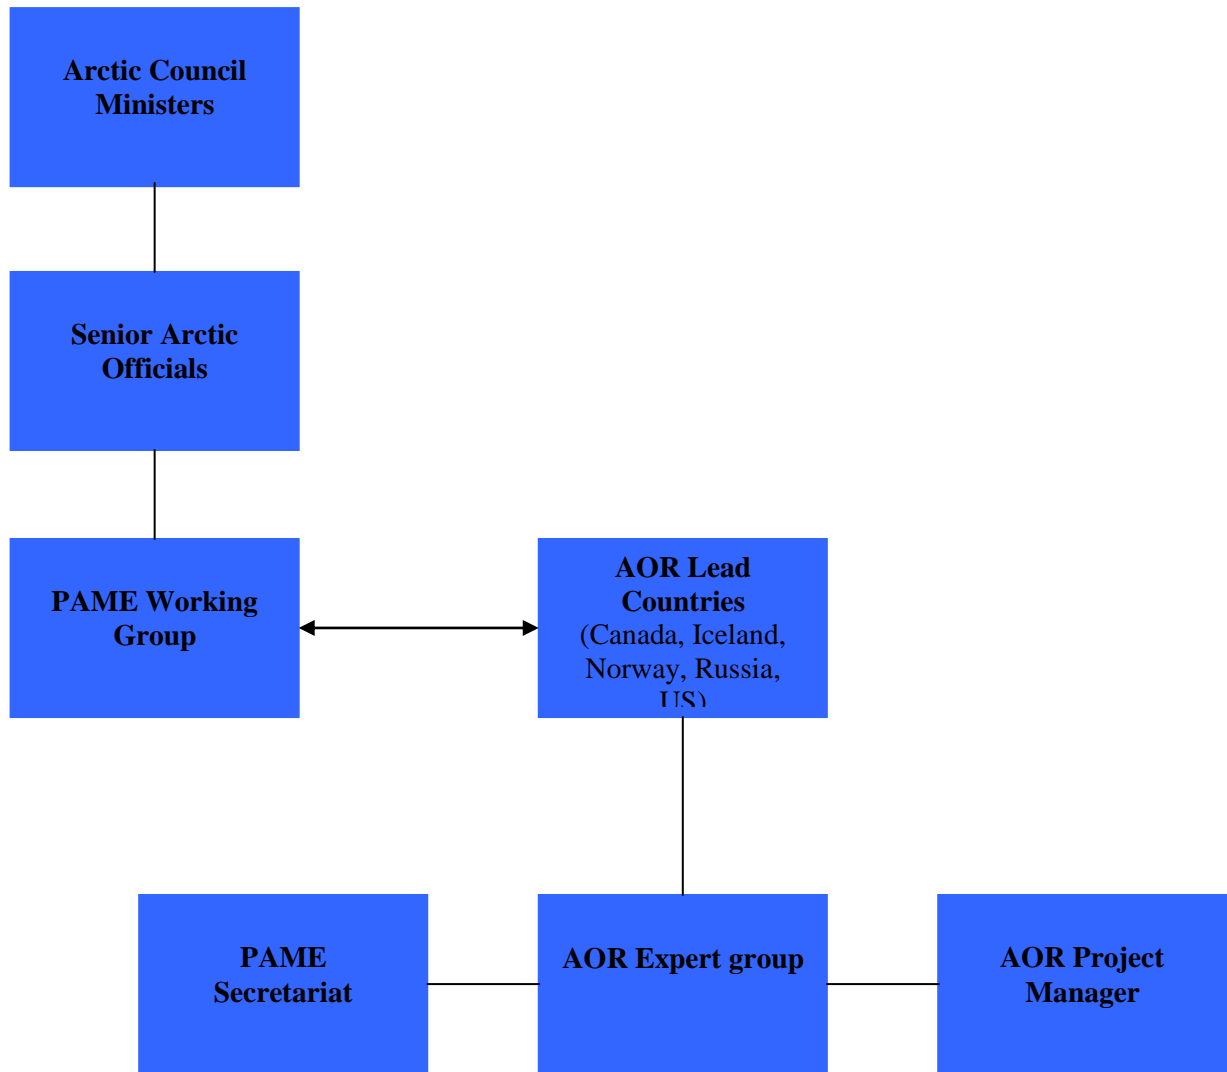 Arctic Council
Ministers
Senior Arctic
Officials
PAME Working
Group
AOR Lead
Countries
(Canada, Iceland,
Norway, Russia,
US)
PAME
Secretariat
AOR Expert group
AOR Project
Manager